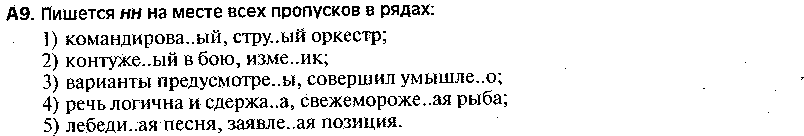 А9. Пишется нн на месте всех пропусков в рядах:
1) командирова..ый, стру..ый оркестр;
2) контуже..ый в бою, изме..ик;
3) варианты предусмотре..ы, совершил умышле..о;
4) речь логична и сдержа..а, свежемороже..ая рыба;
5) лебеди..ая песня, заявле..ая позиция.